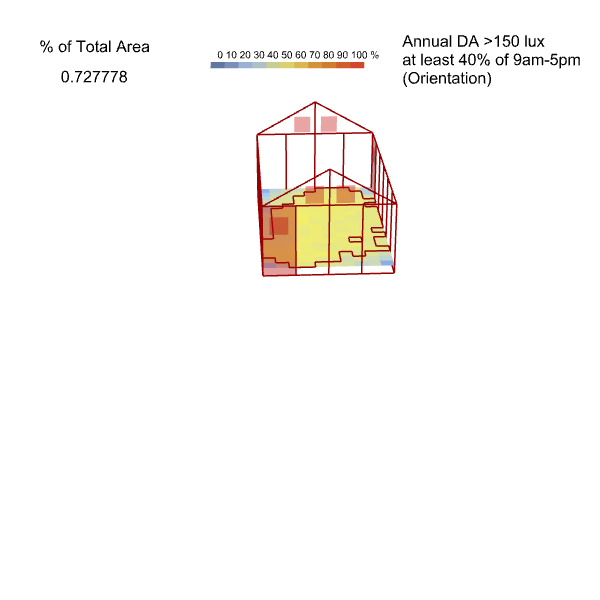 % of Total Area
0.727778
0 10 20 30 40 50 60 70 80 90 100 %
Annual DA >150 lux
at least 40% of 9am-5pm
(Orientation)